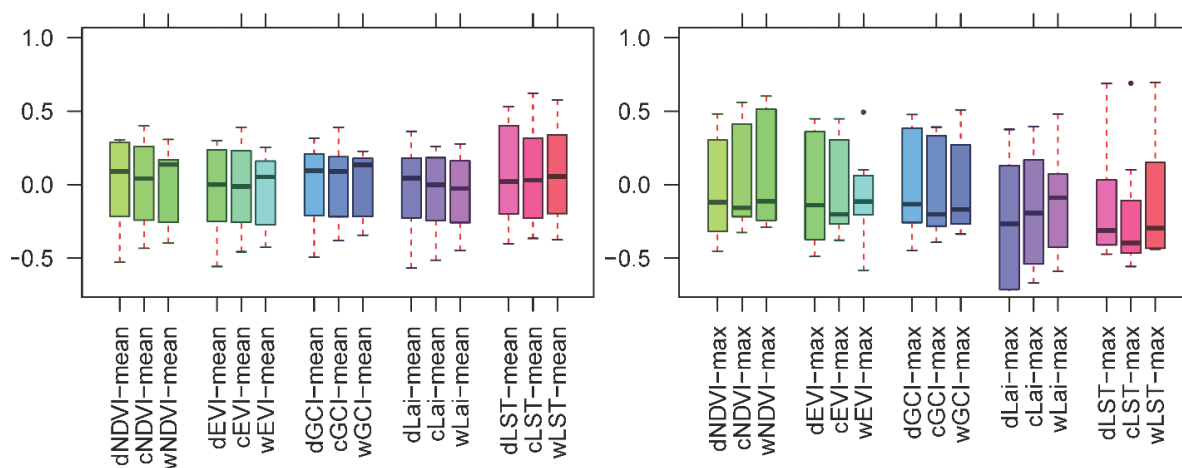 1.0
0.5
0.0
−0.5
dNDVI−mean
cNDVI−mean
wNDVI−mean
dEVI−mean
cEVI−mean
wEVI−mean
dGCI−mean
cGCI−mean
wGCI−mean
dLai−mean
cLai−mean
wLai−mean
dLST−mean
cLST−mean
wLST−mean
1.0
0.5
0.0
−0.5
dNDVI−max
cNDVI−max
wNDVI−max
dEVI−max
cEVI−max
wEVI−max
dGCI−max
cGCI−max
wGCI−max
dLai−max
cLai−max
wLai−max
dLST−max
cLST−max
wLST−max